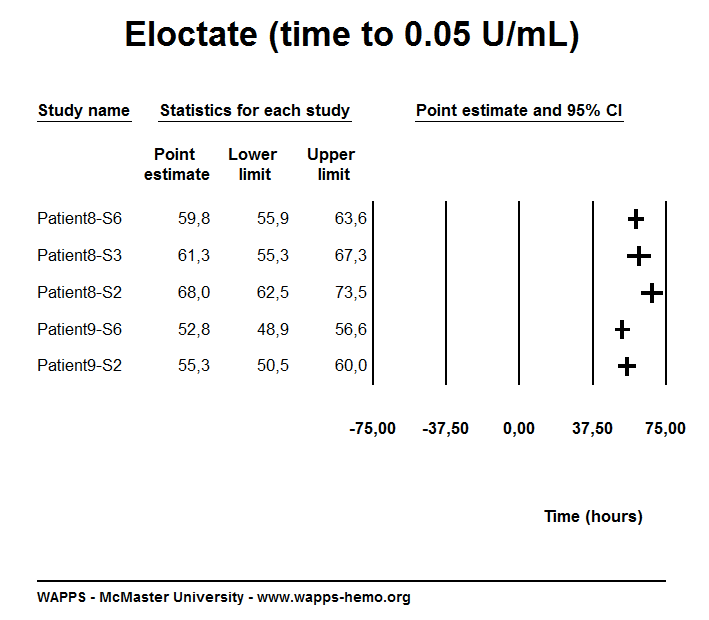 Eloctate (time to 0.05 U/mL)
Study name Statistics for each study Point estimate and 95% CI
Point Lower Upper
estimate limit limit
Patient8-S6 59,8 55,9 63,6
Patient8-S3 61,3 55,3 67,3
Patient8-S2 68,0 62,5 73,5
Patient9-S6 52,8 48,9 56,6
Patient9-S2 55,3 50,5 60,0
-75,00 -37,50 0,00 37,50 75,00
Time (hours)
WAPPS - McMaster University - www.wapps-hemo.org